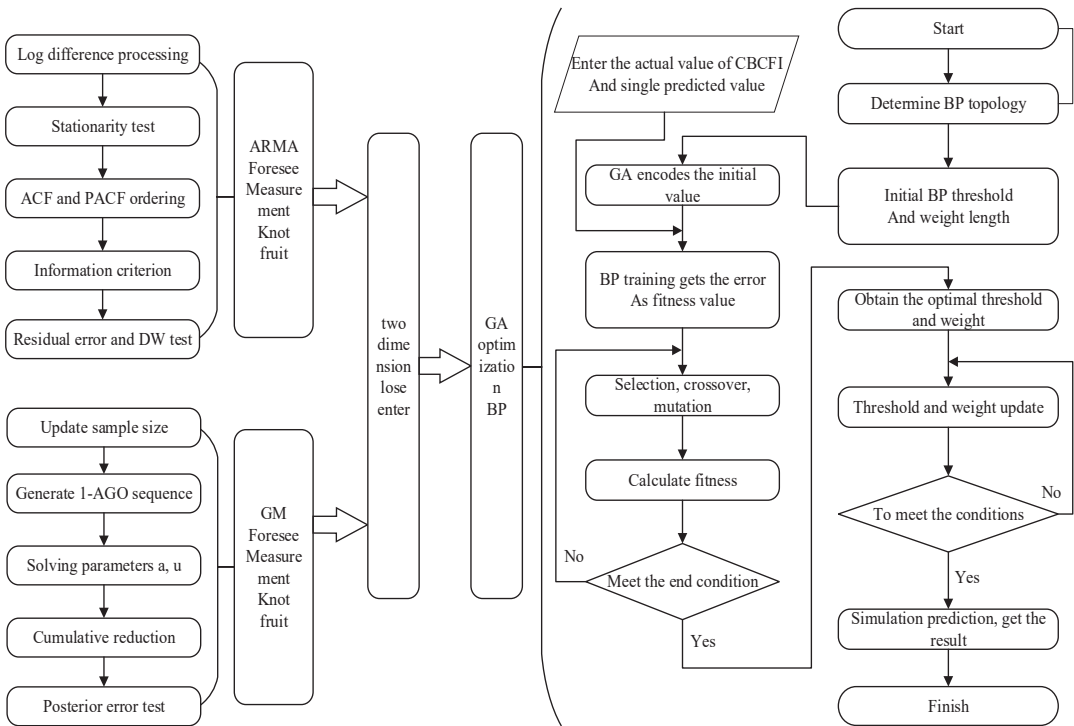 Log difference processing
Stationarity test
ACF and PACF ordering
Information criterion
Residual error and DW test
Update sample size
Generate 1-AGO sequence
Solving parameters a, u
Cumulative reduction
Posterior error test
ARMA
Foresee
Measure
ment
Knot
fruit
GM
Foresee
Measure
ment
Knot
fruit
two
dime
nsion
lose
enter
GA
optim
izatio
n
BP
Enter the actual value of CBCFI
And single predicted value
GA encodes the initial
value
BP training gets the error
As fitness value
Selection, crossover,
mutation
Calculate fitness
No
Meet the end condition
Yes
Start
Determine BP topology
Initial BP threshold
And weight length
Obtain the optimal threshold
and weight
Threshold and weight update
No
To meet the conditions
Yes
Simulation prediction, get the
result
Finish